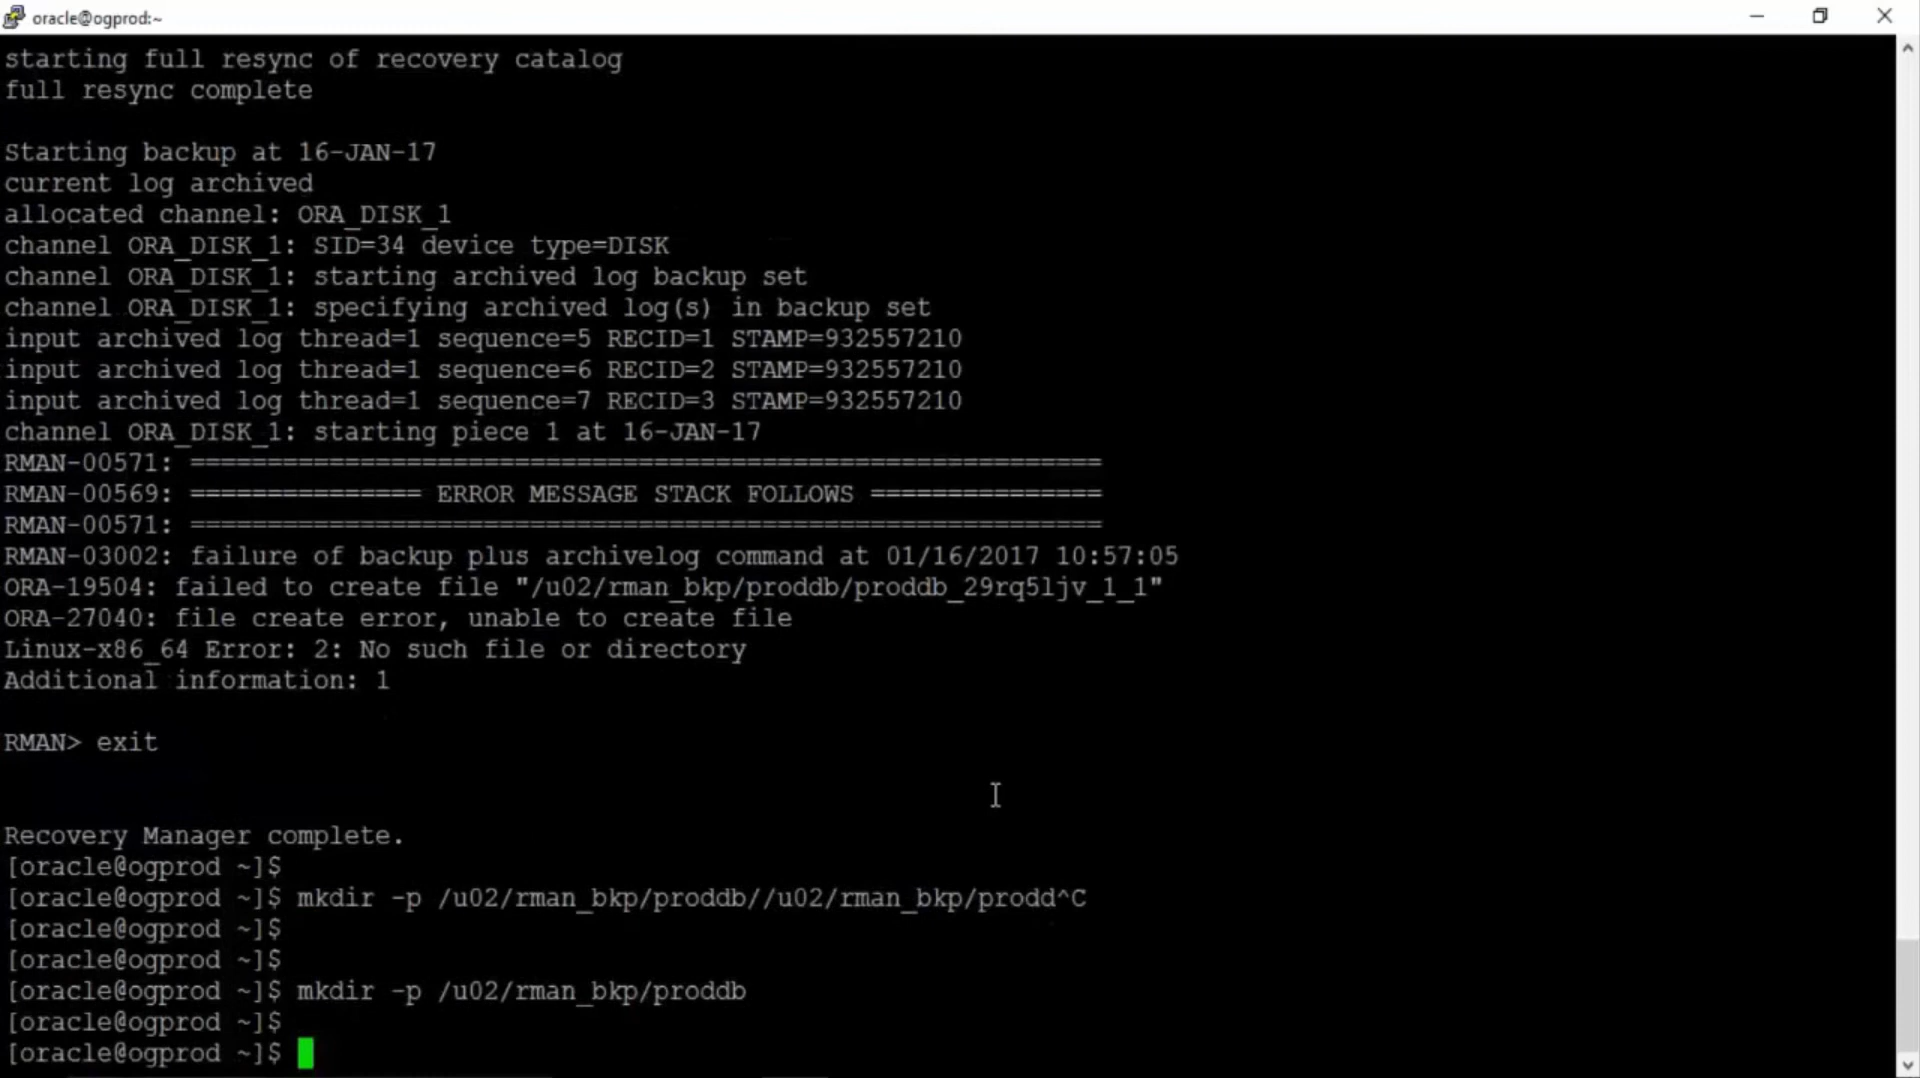 oracle@ogprod:~
starting full resync of recovery catalog
full resync complete
Starting backup at 16-JAN-17
current log archived
allocated channel: ORA_DISK_1
channel ORA_DISK_1: SID=34 device type=DISK
channel ORA_DISK_1: starting archived log backup set
channel ORA_DISK_1: specifying archived log(s) in backup set
input archived log thread=1 sequence=5 RECID=1 STAMP=932557210
input archived log thread=1 sequence=6 RECID=2 STAMP=932557210
input archived log thread=1 sequence=7 RECID=3 STAMP=932557210
channel ORA_DISK_1: starting piece 1 at 16-JAN-17
RMAN-00571: ===========================================================
RMAN-00569: =============== ERROR MESSAGE STACK FOLLOWS ===============
RMAN-00571: ===========================================================
RMAN-03002: failure of backup plus archivelog command at 01/16/2017 10:57:05
ORA-19504: failed to create file "/u02/rman_bkp/proddb/proddb_29rq5ljv_1_1"
ORA-27040: file create error, unable to create file
Linux-x86_64 Error: 2: No such file or directory
Additional information: 1
RMAN> exit
Recovery Manager complete.
[oracle@ogprod ~]$
[oracle@ogprod ~]$ mkdir -p /u02/rman_bkp/proddb//u02/rman_bkp/prodd^C
[oracle@ogprod ~]$
[oracle@ogprod ~]$
[oracle@ogprod ~]$ mkdir -p /u02/rman_bkp/proddb
[oracle@ogprod ~]$
[oracle@ogprod ~]$